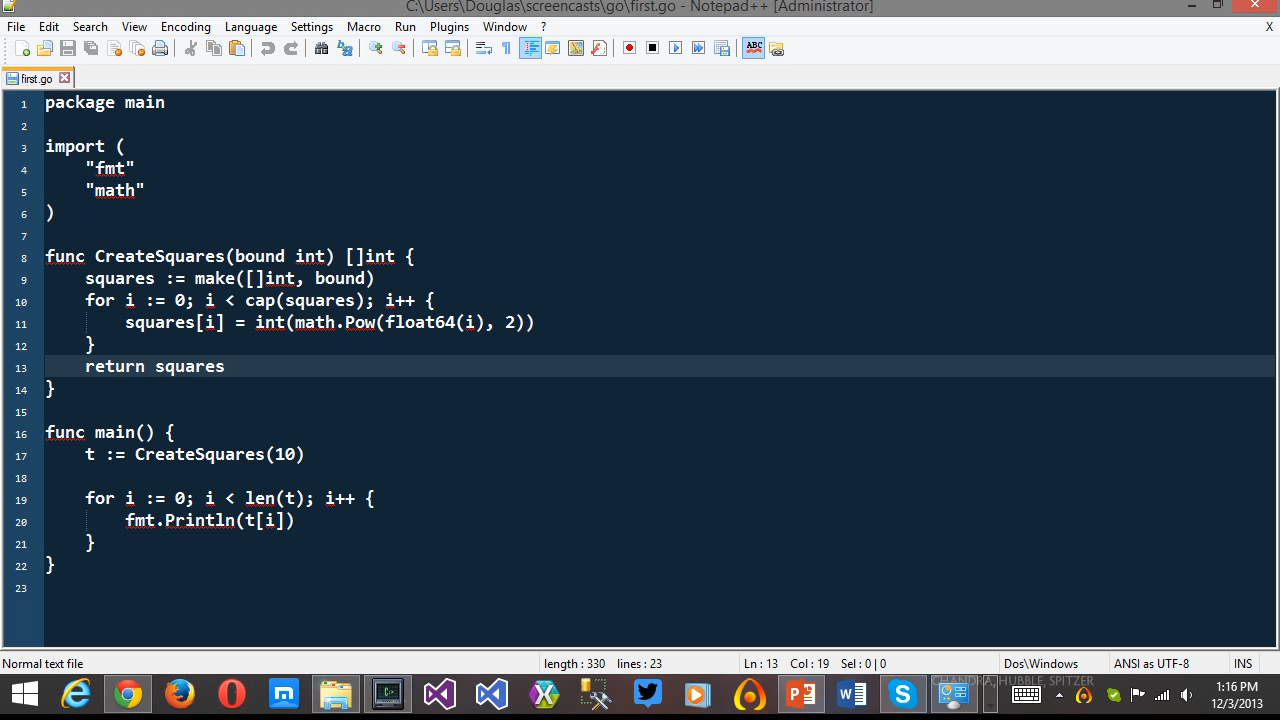 C:\Users\Douglas\screencasts\go\first.go - Notepad++ [Administrator]
File Edit Search View Encoding Language Settings Macro Run Plugins Window ? X
ABC
first.go
1 package main
2
3 import (
4 "fmt"
5 "math"
6 )
7
8 func CreateSquares(bound int) []int {
9 squares := make([]int, bound)
10 for i := 0; i < cap(squares); i++ {
11 squares[i] = int(math.Pow(float64(i), 2))
12 }
13 return squares
14 }
15
16 func main() {
17 t := CreateSquares(10)
18
19 for i := 0; i < len(t); i++ {
20 fmt.Println(t[i])
21 }
22 }
23
Normal text file length : 330 lines : 23 Ln : 13 Col : 19 Sel : 0 | 0 Dos\Windows ANSI as UTF-8 INS
CHANDRA, HUBBLE, SPITZER
1:16 PM
12/3/2013